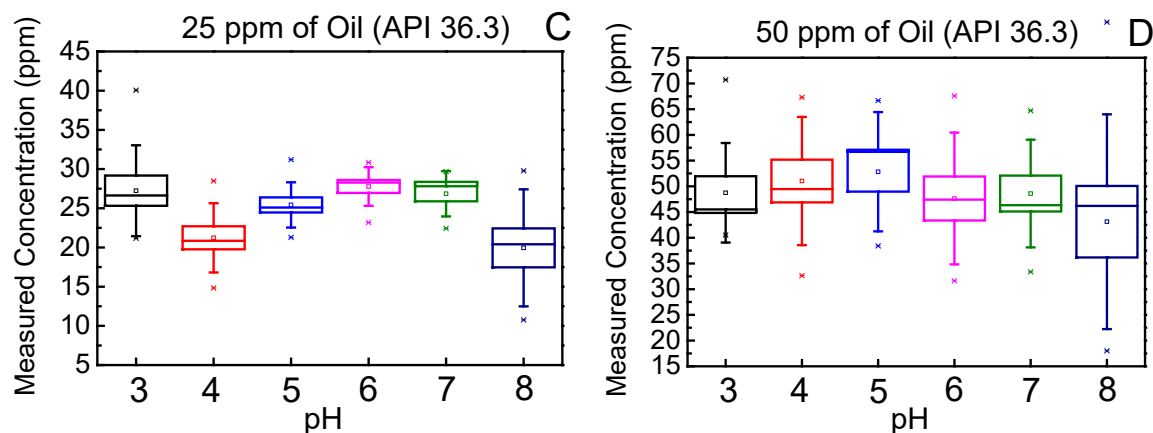 25 ppm of Oil (API 36.3) C
Measured Concentration (ppm)
45
40
35
30
25
20
15
10
5
3 4 5 6 7 8
pH
50 ppm of Oil (API 36.3) D
Measured Concentration (ppm)
75
70
65
60
55
50
45
40
35
30
25
20
15
3 4 5 6 7 8
pH